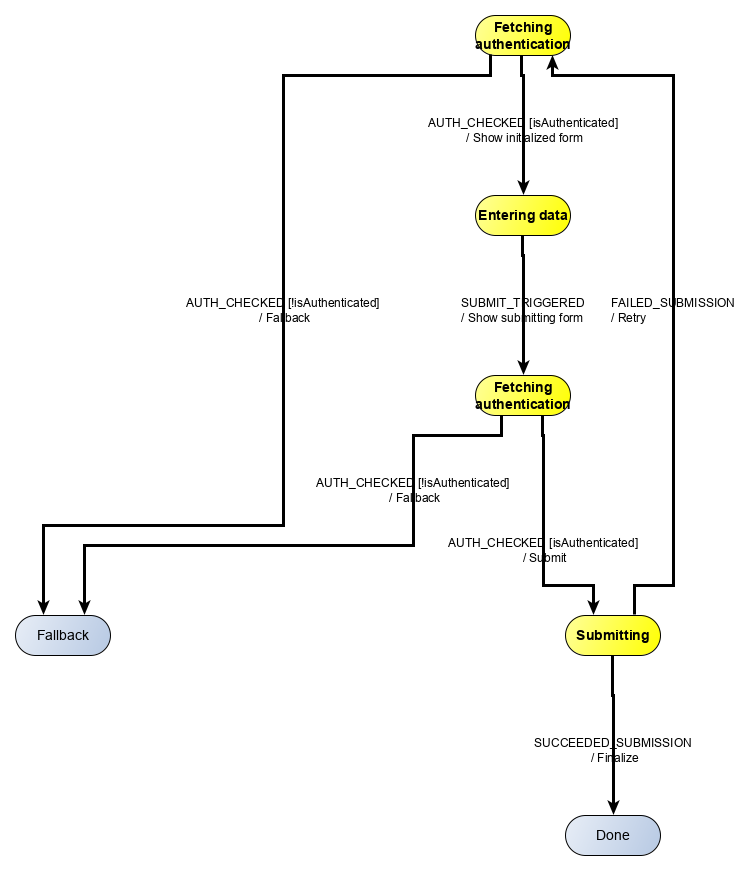 Fetching
authentication
AUTH_CHECKED [isAuthenticated]
/ Show initialized form
Entering data
AUTH_CHECKED [!isAuthenticated]
/ Fallback
SUBMIT_TRIGGERED
/ Show submitting form
FAILED_SUBMISSION
/ Retry
Fetching
authentication
AUTH_CHECKED [!isAuthenticated]
/ Fallback
AUTH_CHECKED [isAuthenticated]
/ Submit
Fallback
Submitting
SUCCEEDED_SUBMISSION
/ Finalize
Done